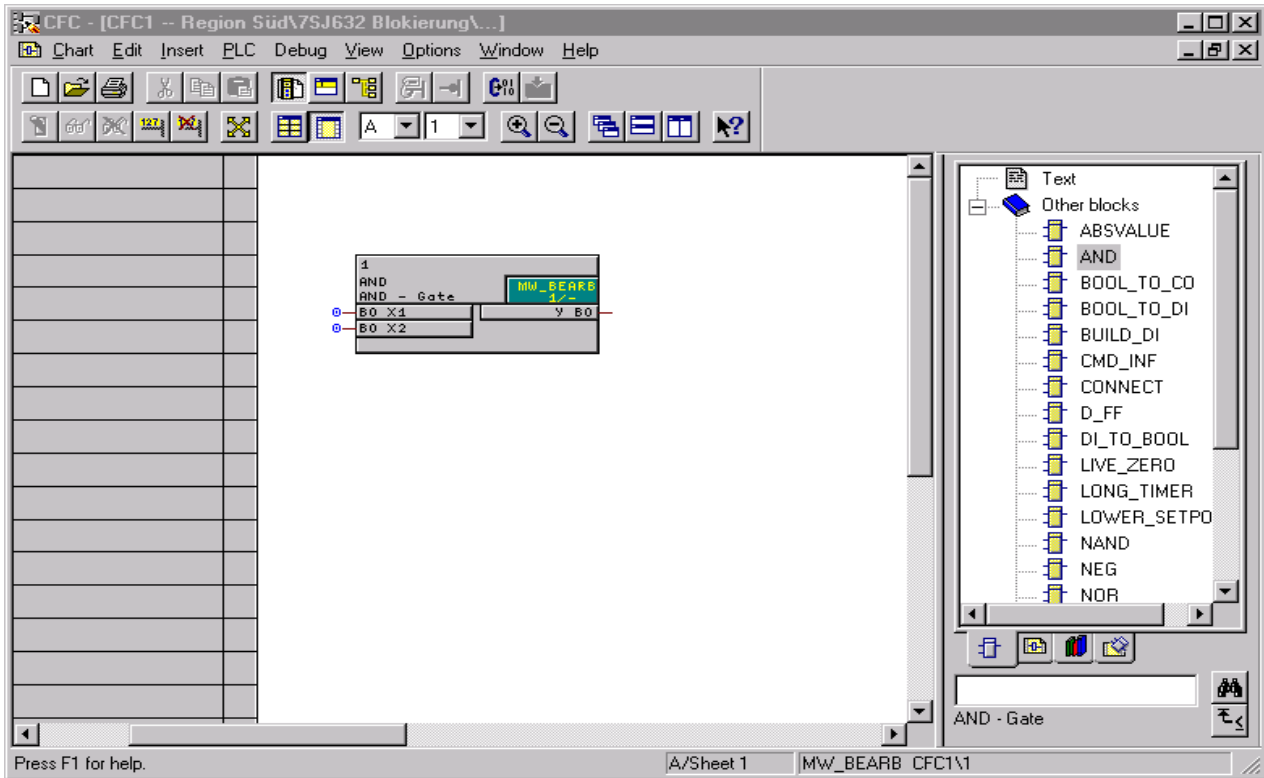 CFC - [CFC1 -- Region Süd\7SJ632 Blokierung\...]
Chart Edit Insert PLC Debug View Options Window Help
127
A 1
1
AND
AND - Gate
MW_BEARB
1/-
0 BO X1 Y BO
0 BO X2
Text
Other blocks
ABSVALUE
AND
BOOL_TO_CO
BOOL_TO_DI
BUILD_DI
CMD_INF
CONNECT
D_FF
DI_TO_BOOL
LIVE_ZERO
LONG_TIMER
LOWER_SETPO
NAND
NEG
NOR
AND - Gate
Press F1 for help.
A/Sheet 1
MW_BEARB CFC1\1